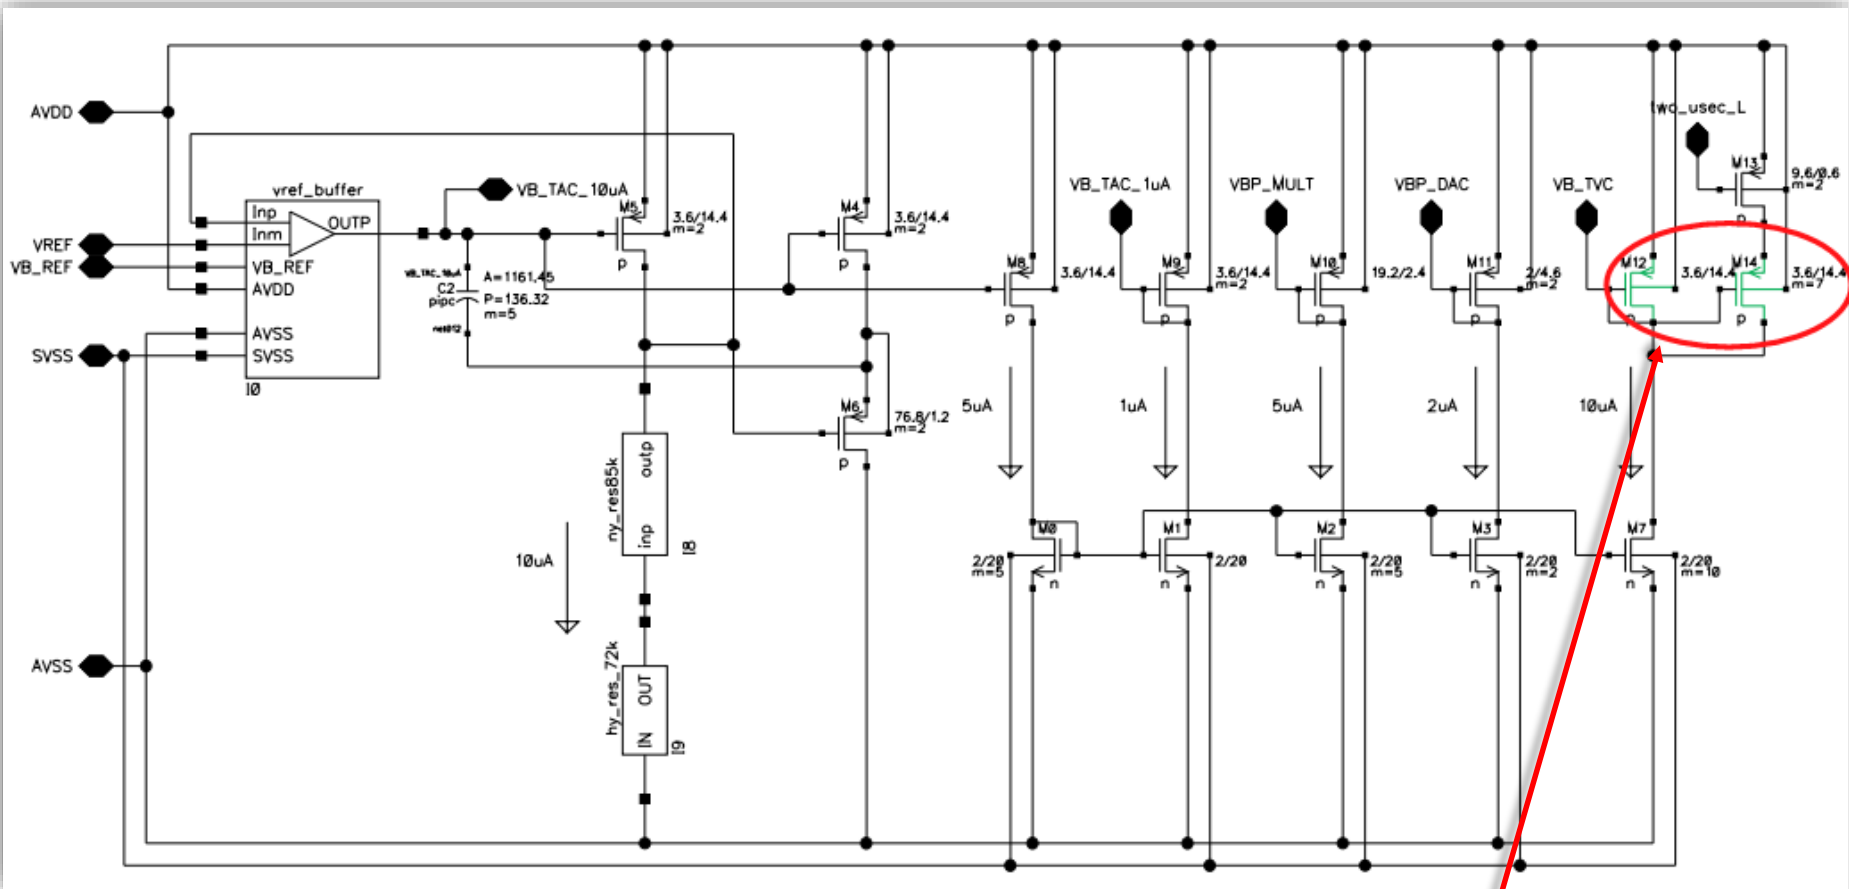 AVDD
VREF
VB_REF
SVSS
AVSS
vref_buffer
Inp
Inm
OUTP
VB_REF
AVDD
AVSS
SVSS
I0
VB_TAC_10uA
VB_TAC_10uA
C2
pipc
net012
A=1161.45
P=136.32
m=5
M5
3.6/14.4
m=2
p
M4
3.6/14.4
m=2
p
M6
76.8/1.2
m=2
p
ny_res85k
outp
inp
I8
10uA
hy_res_72k
OUT
IN
I9
M8
3.6/14.4
p
5uA
VB_TAC_1uA
M9
3.6/14.4
m=2
p
1uA
VBP_MULT
M10
19.2/2.4
p
5uA
VBP_DAC
M11
2/4.6
m=2
p
2uA
VB_TVC
M12
3.6/14.4
p
10uA
two_usec_L
M13
9.6/0.6
m=2
p
M14
3.6/14.4
m=7
p
M0
2/20
m=5
n
M1
2/20
n
M2
2/20
m=5
n
M3
2/20
m=2
n
M7
2/20
m=10
n